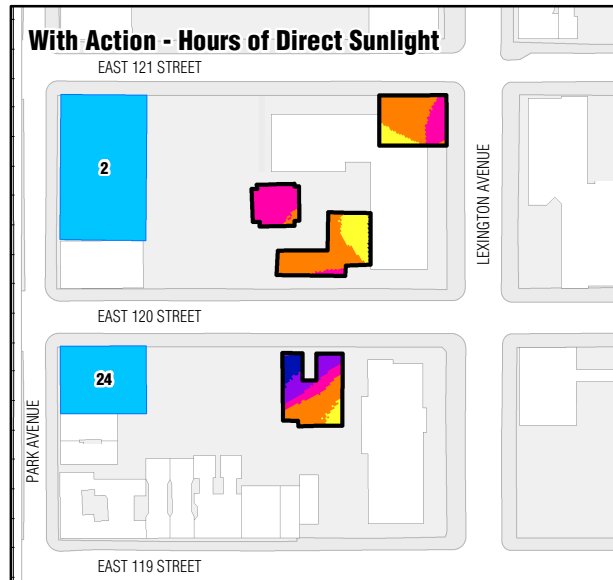 With Action - Hours of Direct Sunlight
EAST 121 STREET
2
LEXINGTON AVENUE
EAST 120 STREET
24
PARK AVENUE
EAST 119 STREET